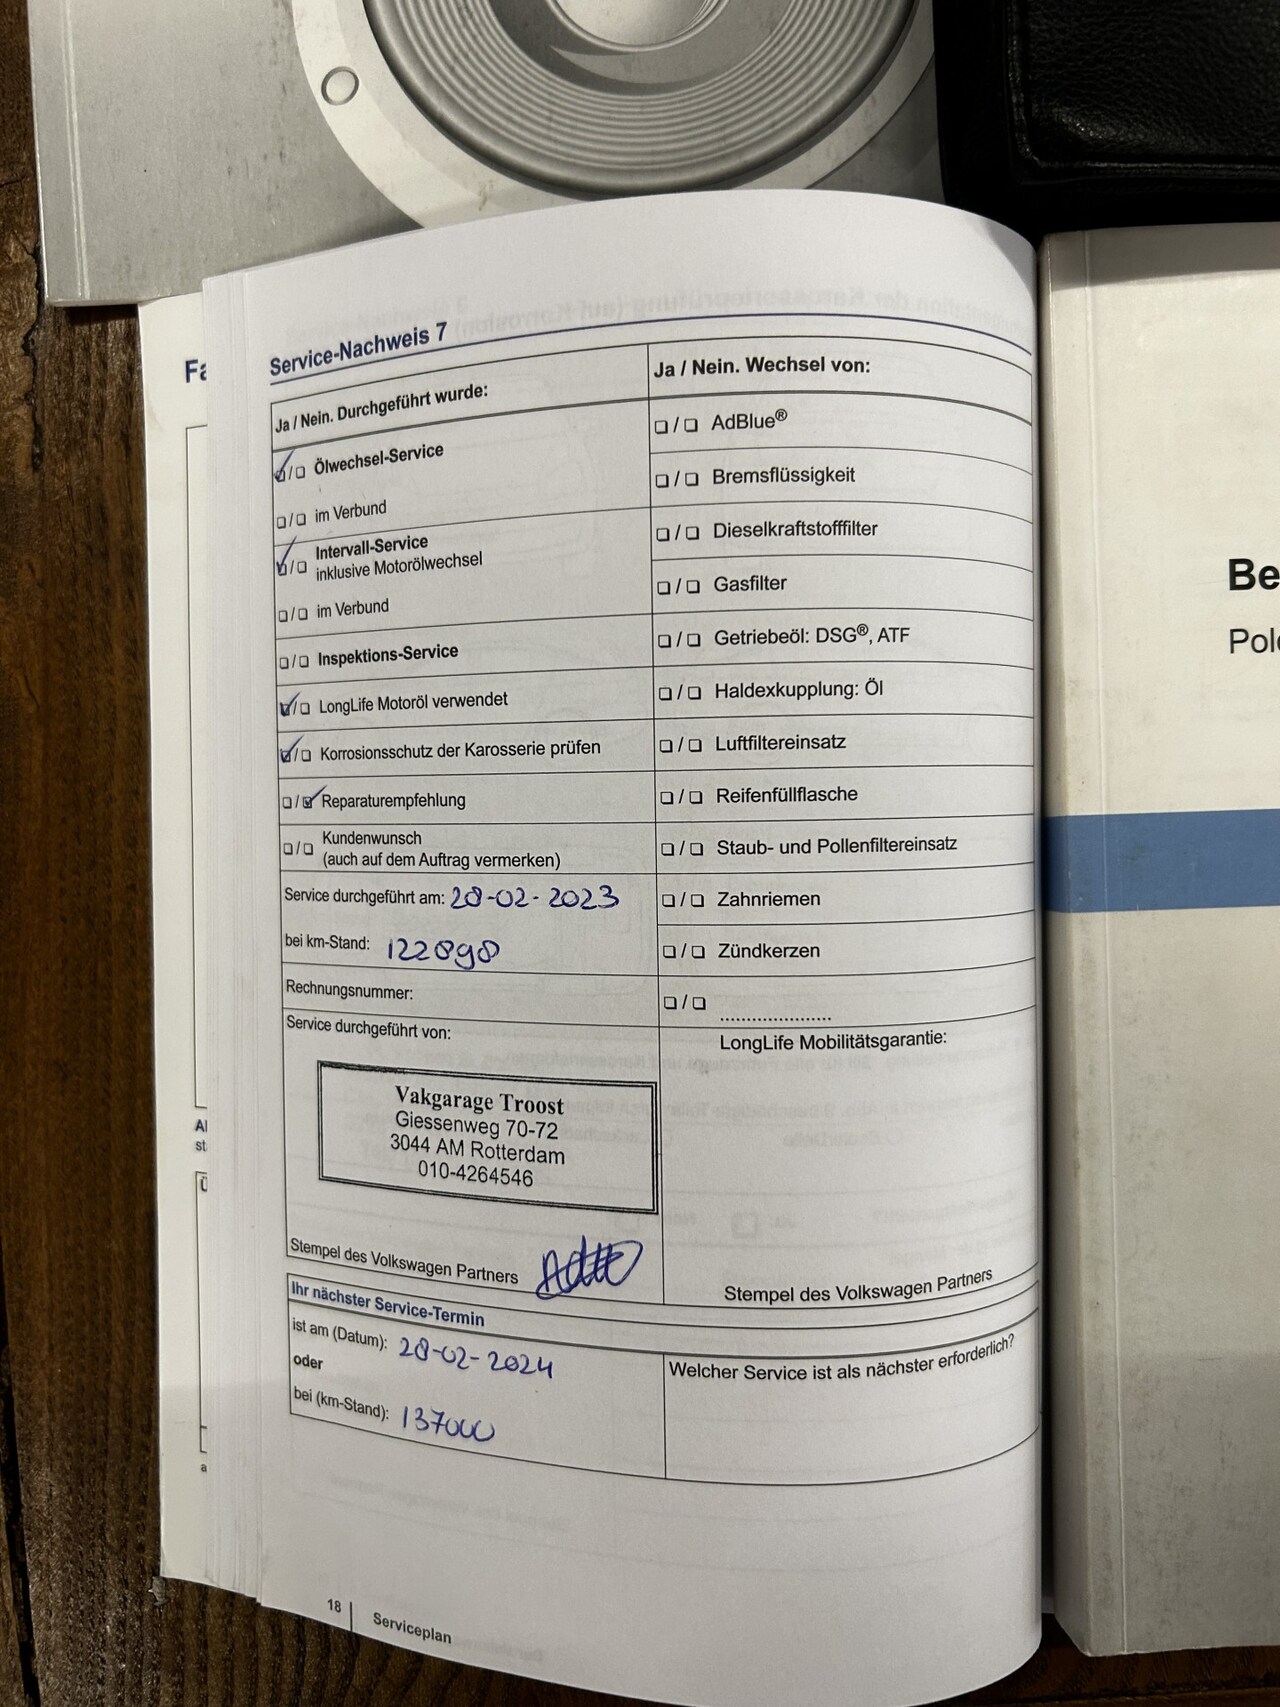 Service-Nachweis 7
Ja / Nein. Durchgeführt wurde:
☑/☐ Ölwechsel-Service
☐/☐ im Verbund
☑/☐ Intervall-Service
inklusive Motorölwechsel
☐/☐ im Verbund
☐/☐ Inspektions-Service
☑/☐ LongLife Motoröl verwendet
☑/☐ Korrosionsschutz der Karosserie prüfen
☐/☑ Reparaturempfehlung
☐/☐ Kundenwunsch
(auch auf dem Auftrag vermerken)
Service durchgeführt am: 28-02-2023
bei km-Stand: 122898
Rechnungsnummer:
Service durchgeführt von:
Vakgarage Troost
Giessenweg 70-72
3044 AM Rotterdam
010-4264546
Stempel des Volkswagen Partners
Ja / Nein. Wechsel von:
☐/☐ AdBlue®
☐/☐ Bremsflüssigkeit
☐/☐ Dieselkraftstofffilter
☐/☐ Gasfilter
☐/☐ Getriebeöl: DSG®, ATF
☐/☐ Haldexkupplung: Öl
☐/☐ Luftfiltereinsatz
☐/☐ Reifenfüllflasche
☐/☐ Staub- und Pollenfiltereinsatz
☐/☐ Zahnriemen
☐/☐ Zündkerzen
☐/☐ .....................
LongLife Mobilitätsgarantie:
Stempel des Volkswagen Partners
Ihr nächster Service-Termin
ist am (Datum): 28-02-2024
oder
bei (km-Stand): 137000
Welcher Service ist als nächster erforderlich?
18 | Serviceplan
Be